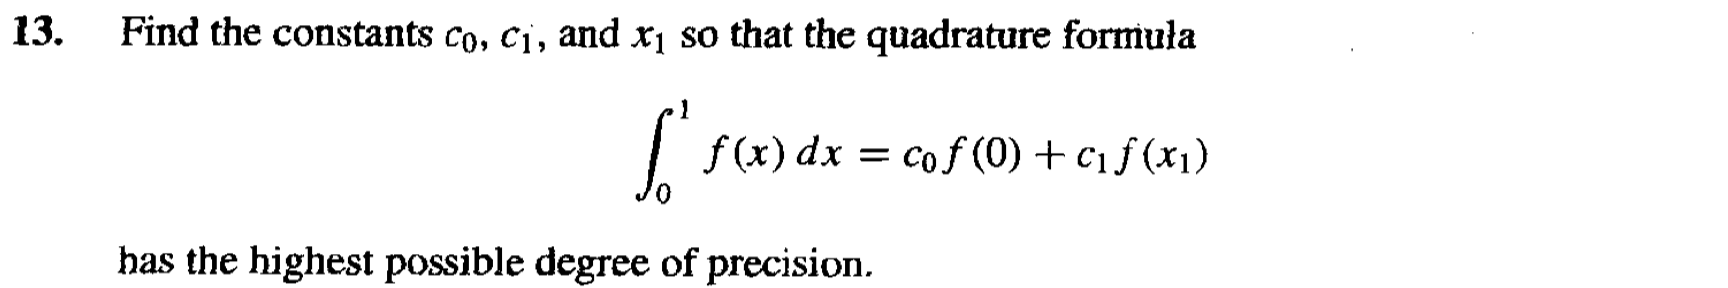 13. Find the constants c₀, c₁, and x₁ so that the quadrature formula
∫₀¹ f(x) dx = c₀f(0) + c₁f(x₁)
has the highest possible degree of precision.